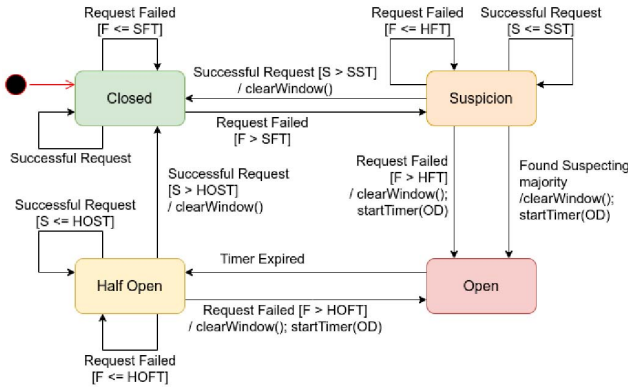 Request Failed
[F <= SFT]
Request Failed
[F <= HFT]
Successful Request
[S <= SST]
Closed
Successful Request [S > SST]
/ clearWindow()
Suspicion
Request Failed
[F > SFT]
Successful Request
Successful Request
[S > HOST]
/ clearWindow()
Request Failed
[F > HFT]
/ clearWindow();
startTimer(OD)
Found Suspecting
majority
/clearWindow();
startTimer(OD)
Successful Request
[S <= HOST]
Timer Expired
Half Open
Open
Request Failed [F > HOFT]
/ clearWindow(); startTimer(OD)
Request Failed
[F <= HOFT]